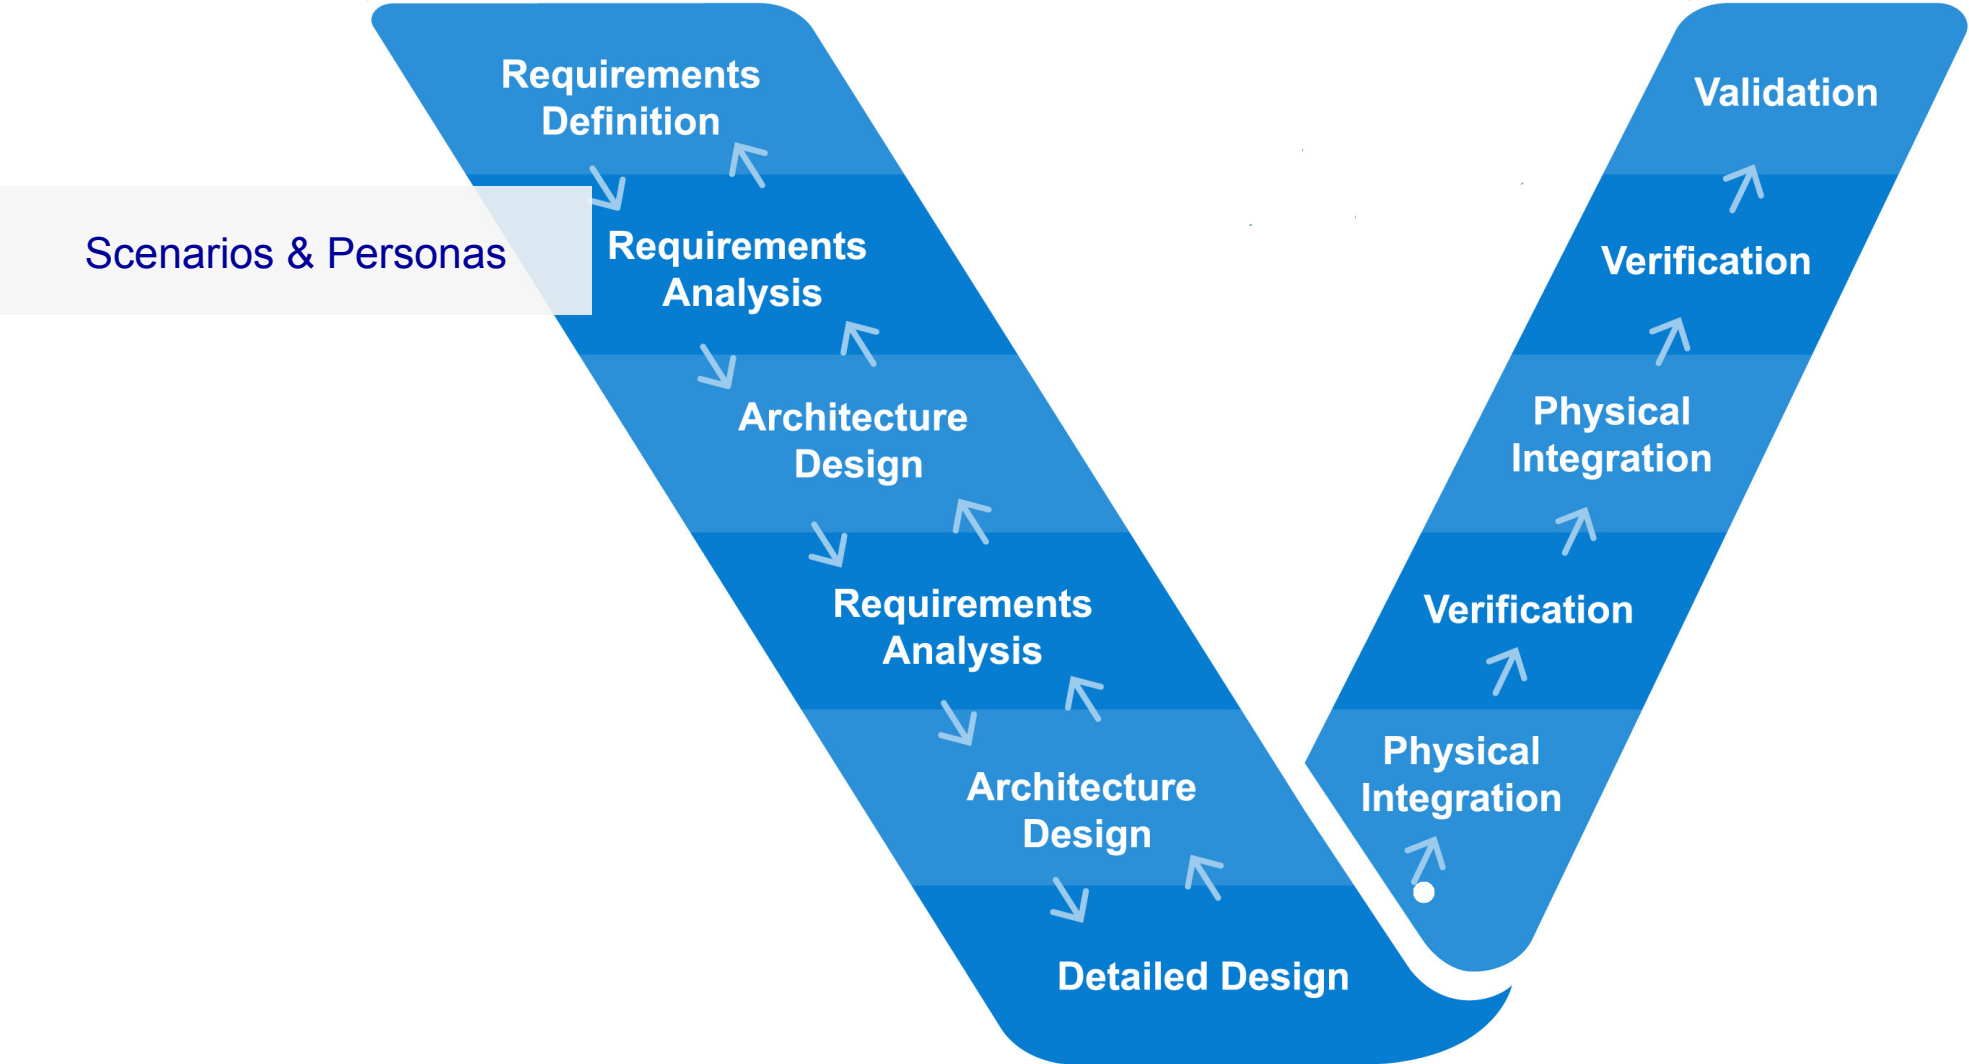 Requirements
Definition
Scenarios & Personas
Requirements
Analysis
Architecture
Design
Requirements
Analysis
Architecture
Design
Detailed Design
Validation
Verification
Physical
Integration
Verification
Physical
Integration